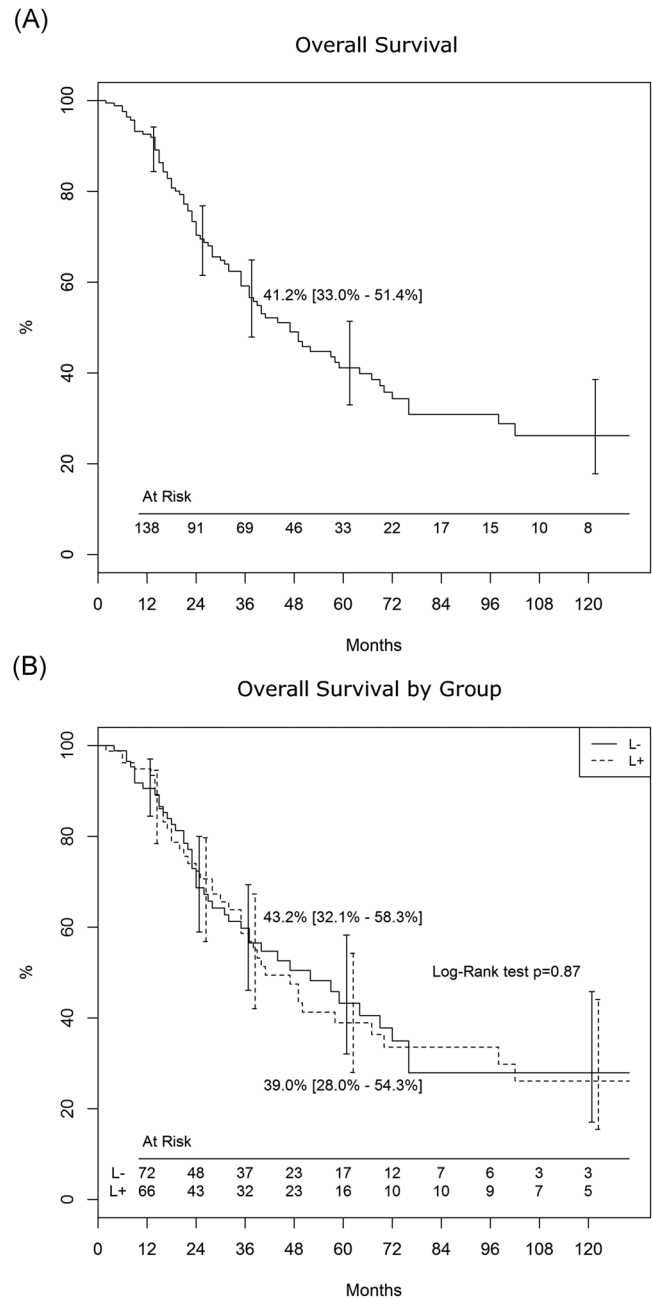 (A)
Overall Survival
100
80
60
40
20
0
%
41.2% [33.0% - 51.4%]
At Risk
138 91 69 46 33 22 17 15 10 8
0 12 24 36 48 60 72 84 96 108 120
Months
(B)
Overall Survival by Group
L-
L+
100
80
60
40
20
0
%
43.2% [32.1% - 58.3%]
Log-Rank test p=0.87
39.0% [28.0% - 54.3%]
At Risk
L- 72 48 37 23 17 12 7 6 3 3
L+ 66 43 32 23 16 10 10 9 7 5
0 12 24 36 48 60 72 84 96 108 120
Months